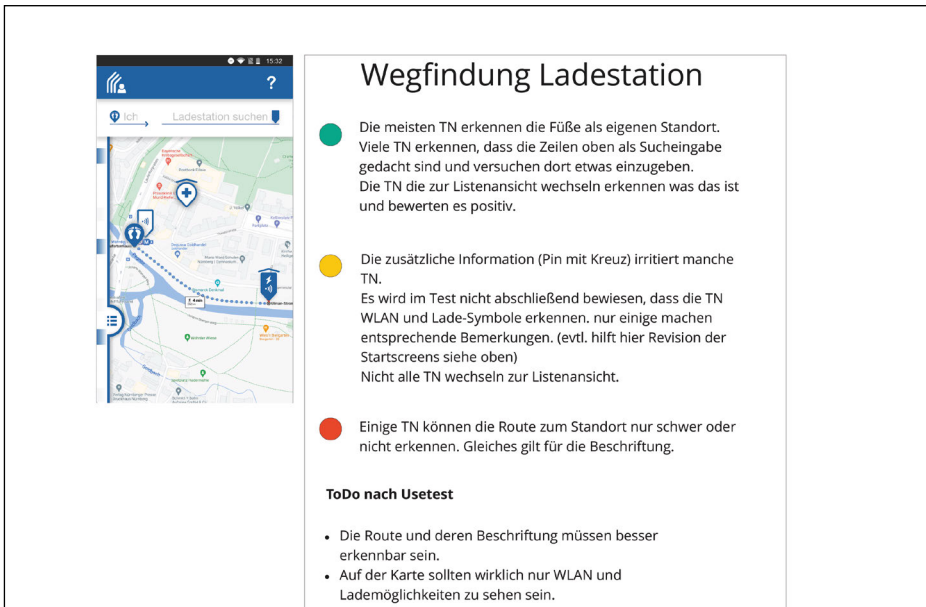 15:32
?
Ich
Ladestation suchen
Wegfindung Ladestation
Die meisten TN erkennen die Füße als eigenen Standort.
Viele TN erkennen, dass die Zeilen oben als Sucheingabe
gedacht sind und versuchen dort etwas einzugeben.
Die TN die zur Listenansicht wechseln erkennen was das ist
und bewerten es positiv.
Die zusätzliche Information (Pin mit Kreuz) irritiert manche
TN.
Es wird im Test nicht abschließend bewiesen, dass die TN
WLAN und Lade-Symbole erkennen. nur einige machen
entsprechende Bemerkungen. (evtl. hilft hier Revision der
Startscreens siehe oben)
Nicht alle TN wechseln zur Listenansicht.
Einige TN können die Route zum Standort nur schwer oder
nicht erkennen. Gleiches gilt für die Beschriftung.
ToDo nach Usetest
• Die Route und deren Beschriftung müssen besser
erkennbar sein.
• Auf der Karte sollten wirklich nur WLAN und
Lademöglichkeiten zu sehen sein.